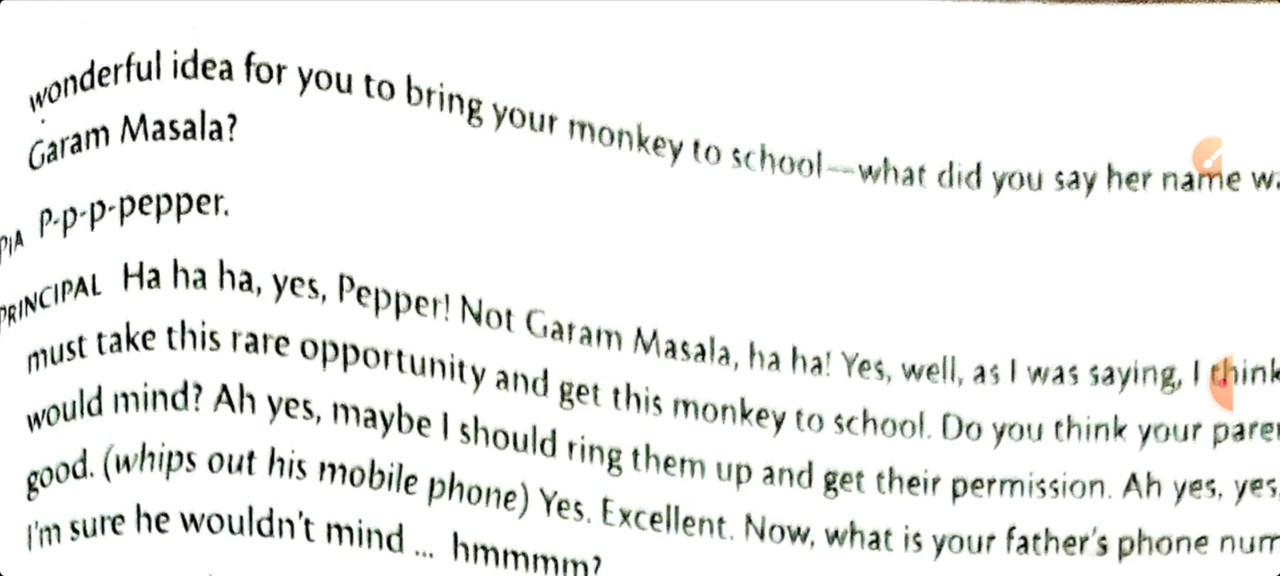 wonderful idea for you to bring your monkey to school—what did you say her name
Garam Masala?
PIA P-p-p-pepper.
PRINCIPAL Ha ha ha, yes, Pepper! Not Garam Masala, ha ha! Yes, well, as I was saying, I think
must take this rare opportunity and get this monkey to school. Do you think your
would mind? Ah yes, maybe I should ring them up and get their permission. Ah yes, yes,
good. (whips out his mobile phone) Yes. Excellent. Now, what is your father's phone
I'm sure he wouldn't mind ... hmmmm?